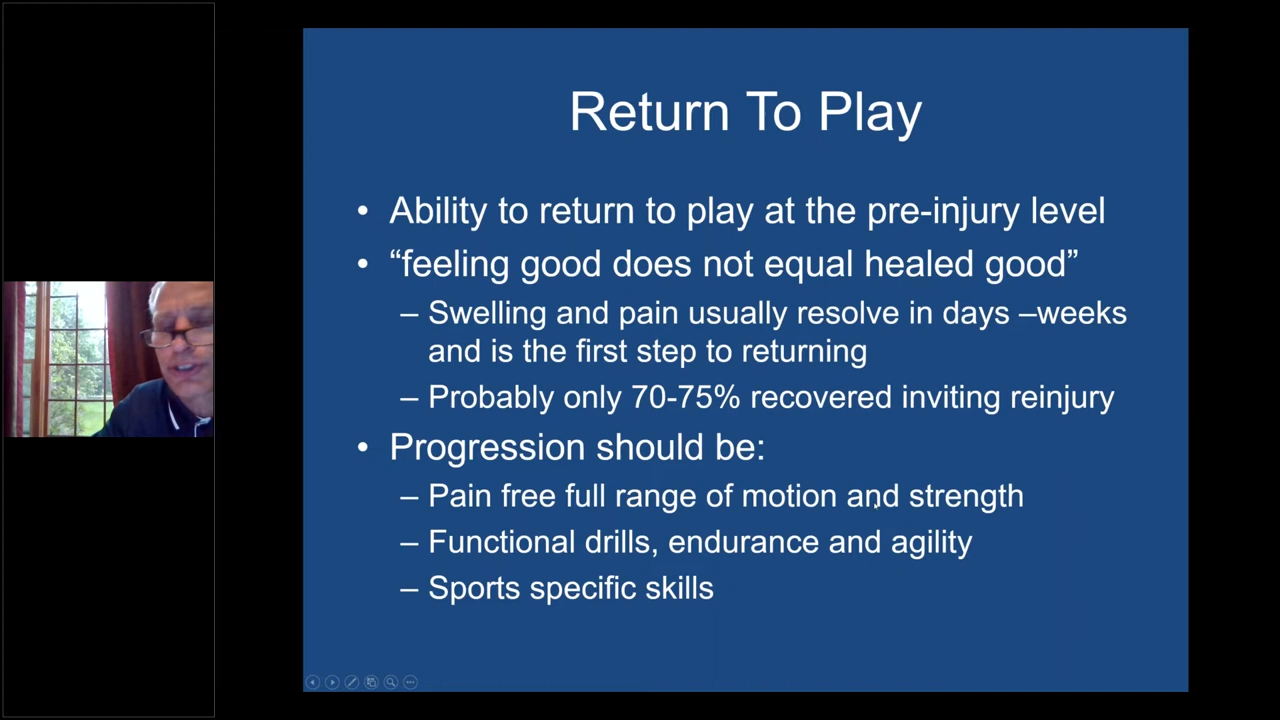 Return To Play
• Ability to return to play at the pre-injury level
• “feeling good does not equal healed good”
– Swelling and pain usually resolve in days –weeks
and is the first step to returning
– Probably only 70-75% recovered inviting reinjury
• Progression should be:
– Pain free full range of motion and strength
– Functional drills, endurance and agility
– Sports specific skills